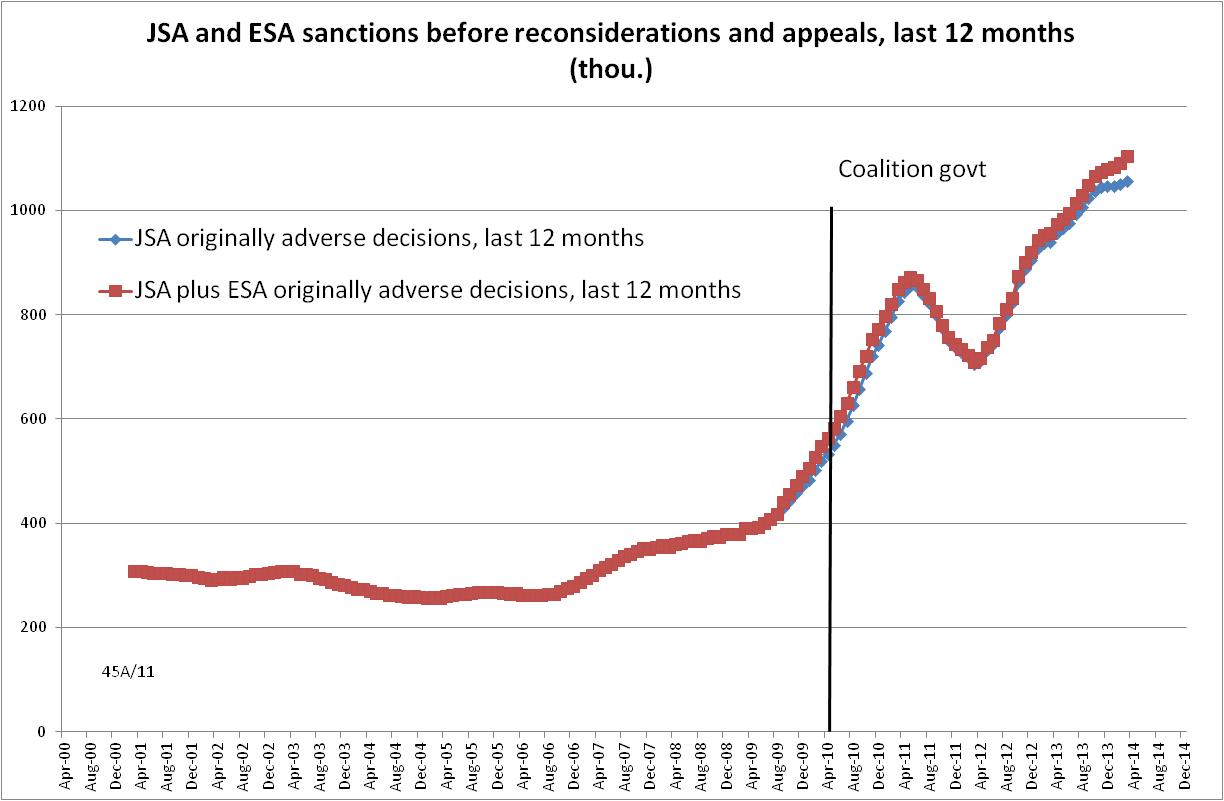 JSA and ESA sanctions before reconsiderations and appeals, last 12 months
(thou.)
1200
1000
800
600
400
200
0
Coalition govt
JSA originally adverse decisions, last 12 months
JSA plus ESA originally adverse decisions, last 12 months
45A/11
Apr-00
Aug-00
Dec-00
Apr-01
Aug-01
Dec-01
Apr-02
Aug-02
Dec-02
Apr-03
Aug-03
Dec-03
Apr-04
Aug-04
Dec-04
Apr-05
Aug-05
Dec-05
Apr-06
Aug-06
Dec-06
Apr-07
Aug-07
Dec-07
Apr-08
Aug-08
Dec-08
Apr-09
Aug-09
Dec-09
Apr-10
Aug-10
Dec-10
Apr-11
Aug-11
Dec-11
Apr-12
Aug-12
Dec-12
Apr-13
Aug-13
Dec-13
Apr-14
Aug-14
Dec-14